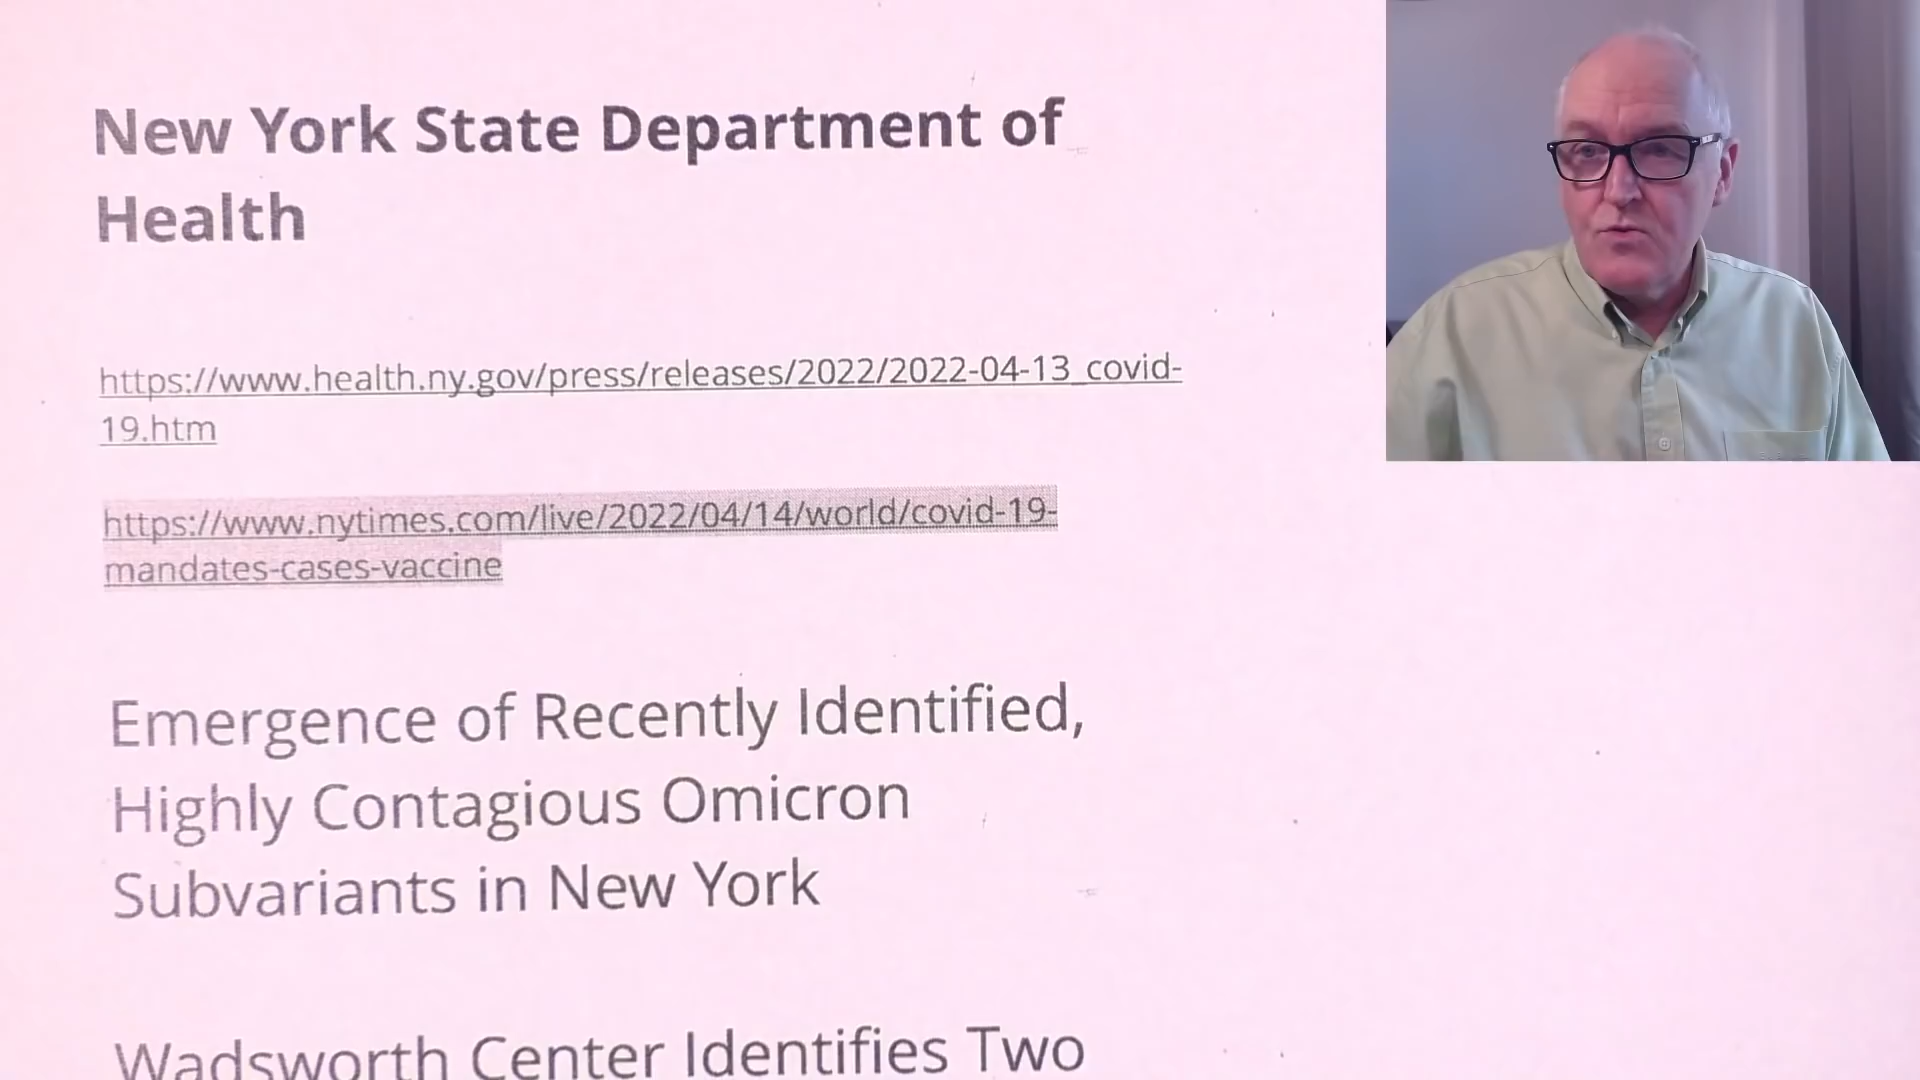 New York State Department of
Health
https://www.health.ny.gov/press/releases/2022/2022-04-13_covid-
19.htm
https://www.nytimes.com/live/2022/04/14/world/covid-19-
mandates-cases-vaccine
Emergence of Recently Identified,
Highly Contagious Omicron
Subvariants in New York
Wadsworth Center Identifies Two